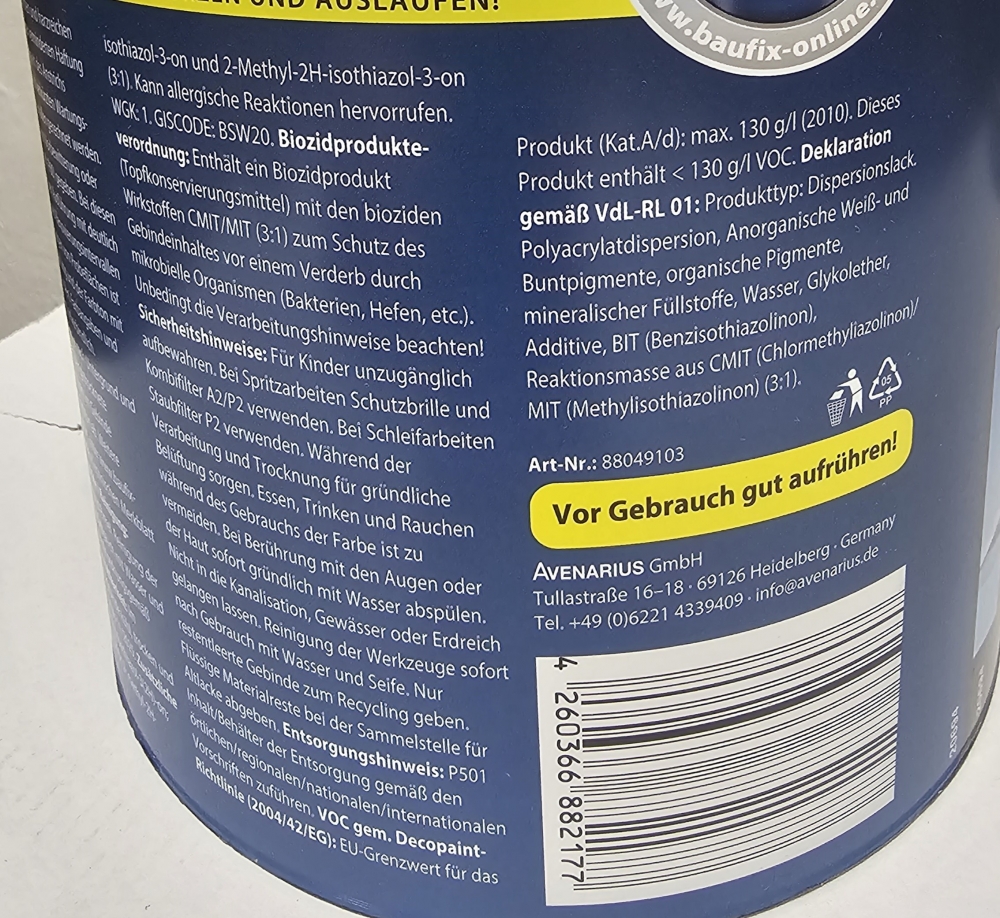 UND AUSLAUFEN!
www.baufix-online.
isothiazol-3-on und 2-Methyl-2H-isothiazol-3-on
(3:1). Kann allergische Reaktionen hervorrufen.
WGK: 1. GISCODE: BSW20. Biozidprodukte-
verordnung: Enthält ein Biozidprodukt
(Topfkonservierungsmittel) mit den bioziden
Wirkstoffen CMIT/MIT (3:1) zum Schutz des
Gebindeinhaltes vor einem Verderb durch
mikrobielle Organismen (Bakterien, Hefen, etc.).
Unbedingt die Verarbeitungshinweise beachten!
Sicherheitshinweise: Für Kinder unzugänglich
aufbewahren. Bei Spritzarbeiten Schutzbrille und
Kombifilter A2/P2 verwenden. Bei Schleifarbeiten
Staubfilter P2 verwenden. Während der
Verarbeitung und Trocknung für gründliche
Belüftung sorgen. Essen, Trinken und Rauchen
während des Gebrauchs der Farbe ist zu
vermeiden. Bei Berührung mit den Augen oder
der Haut sofort gründlich mit Wasser abspülen.
Nicht in die Kanalisation, Gewässer oder Erdreich
gelangen lassen. Reinigung der Werkzeuge sofort
nach Gebrauch mit Wasser und Seife. Nur
restentleerte Gebinde zum Recycling geben.
Flüssige Materialreste bei der Sammelstelle für
Altlacke abgeben. Entsorgungshinweis: P501
Inhalt/Behälter der Entsorgung gemäß den
örtlichen/regionalen/nationalen/internationalen
Vorschriften zuführen. VOC gem. Decopaint-
Richtlinie (2004/42/EG): EU-Grenzwert für das
Produkt (Kat.A/d): max. 130 g/l (2010). Dieses
Produkt enthält < 130 g/l VOC. Deklaration
gemäß VdL-RL 01: Produkttyp: Dispersionslack.
Polyacrylatdispersion, Anorganische Weiß- und
Buntpigmente, organische Pigmente,
mineralischer Füllstoffe, Wasser, Glykolether,
Additive, BIT (Benzisothiazolinon),
Reaktionsmasse aus CMIT (Chlormethyliazolinon)/
MIT (Methylisothiazolinon) (3:1).
05
PP
Art-Nr.: 88049103
Vor Gebrauch gut aufrühren!
AVENARIUS GmbH
Tullastraße 16–18 · 69126 Heidelberg · Germany
Tel. +49 (0)6221 4339409 · info@avenarius.de
4 260366 882177